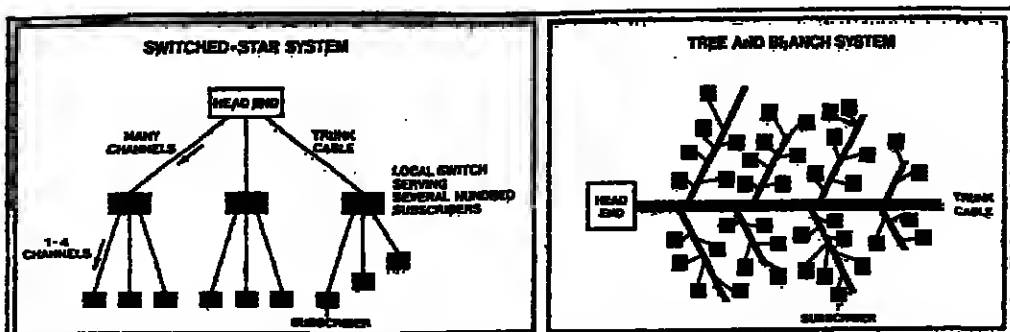 SWITCHED-STAR SYSTEM
HEAD END
MANY
CHANNELS
TRUNK
CABLE
LOCAL SWITCH
SERVING
SEVERAL HUNDRED
SUBSCRIBERS
1-4
CHANNELS
SUBSCRIBER
TREE AND BRANCH SYSTEM
HEAD
END
TRUNK
CABLE
SUBSCRIBER